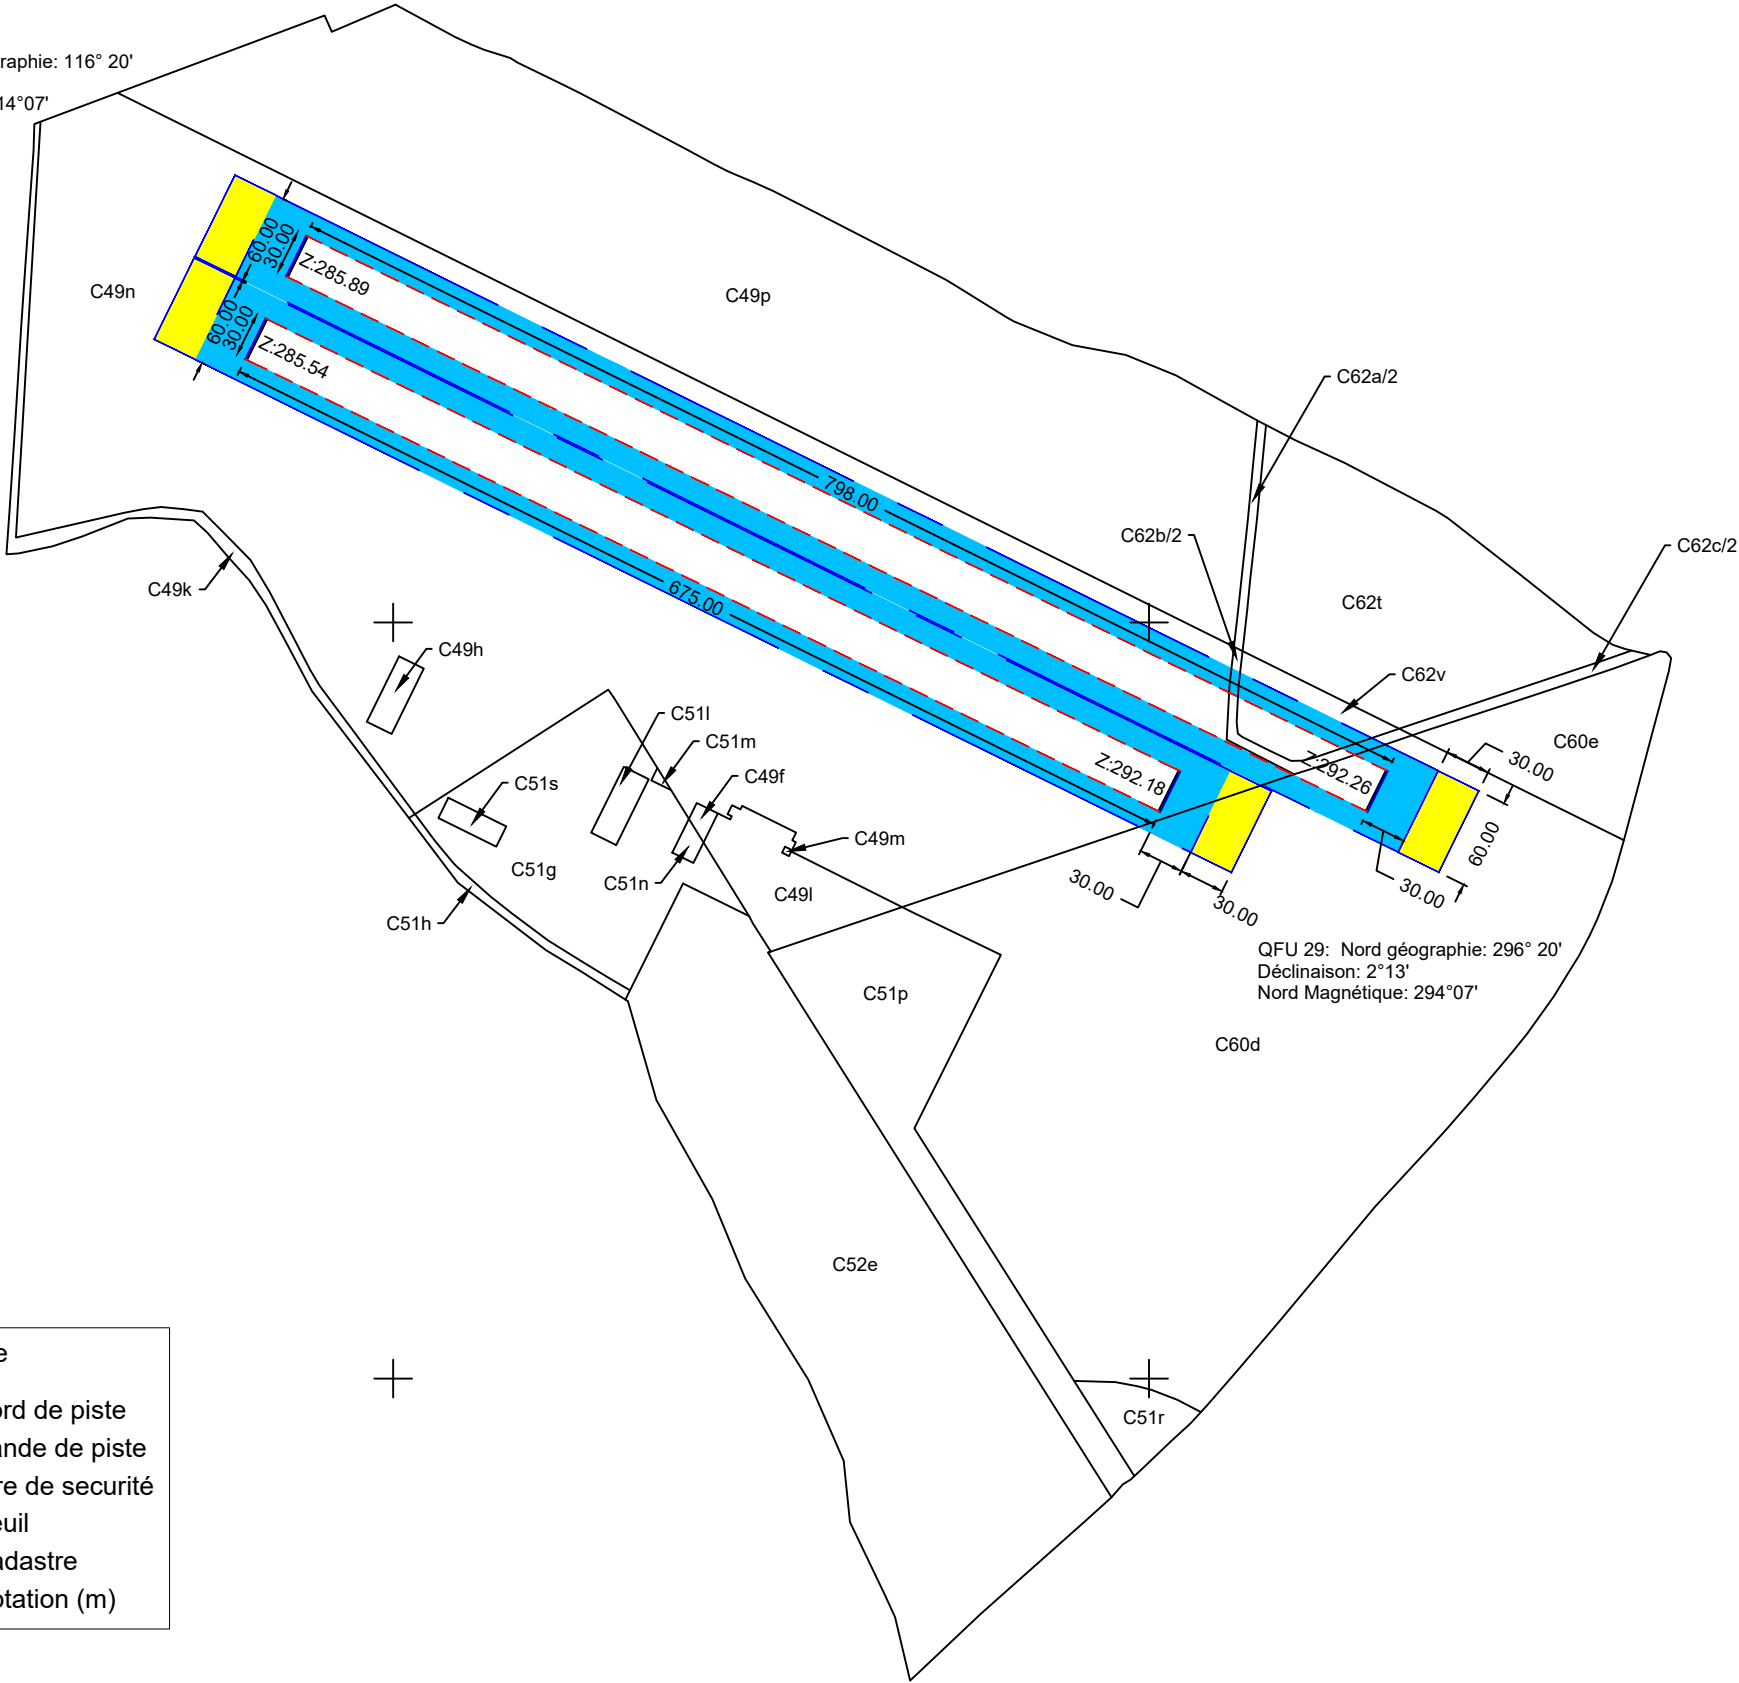 raphie: 116° 20'
14°07'
60.00
30.00
Z:285.89
C49n
C49p
60.00
30.00
Z:285.54
C62a/2
798.00
C62b/2
C62c/2
C49k
675.00
C62t
C49h
C62v
C51l
C51m
C60e
Z:292.18
Z:292.26
30.00
C49f
C51s
60.00
C49m
C51g
C51n
C49l
30.00
30.00
30.00
C51h
QFU 29:  Nord géographie: 296° 20'
Déclinaison: 2°13'
Nord Magnétique: 294°07'
C51p
C60d
C52e
C51r
e
ord de piste
ande de piste
re de securité
euil
adastre
otation (m)